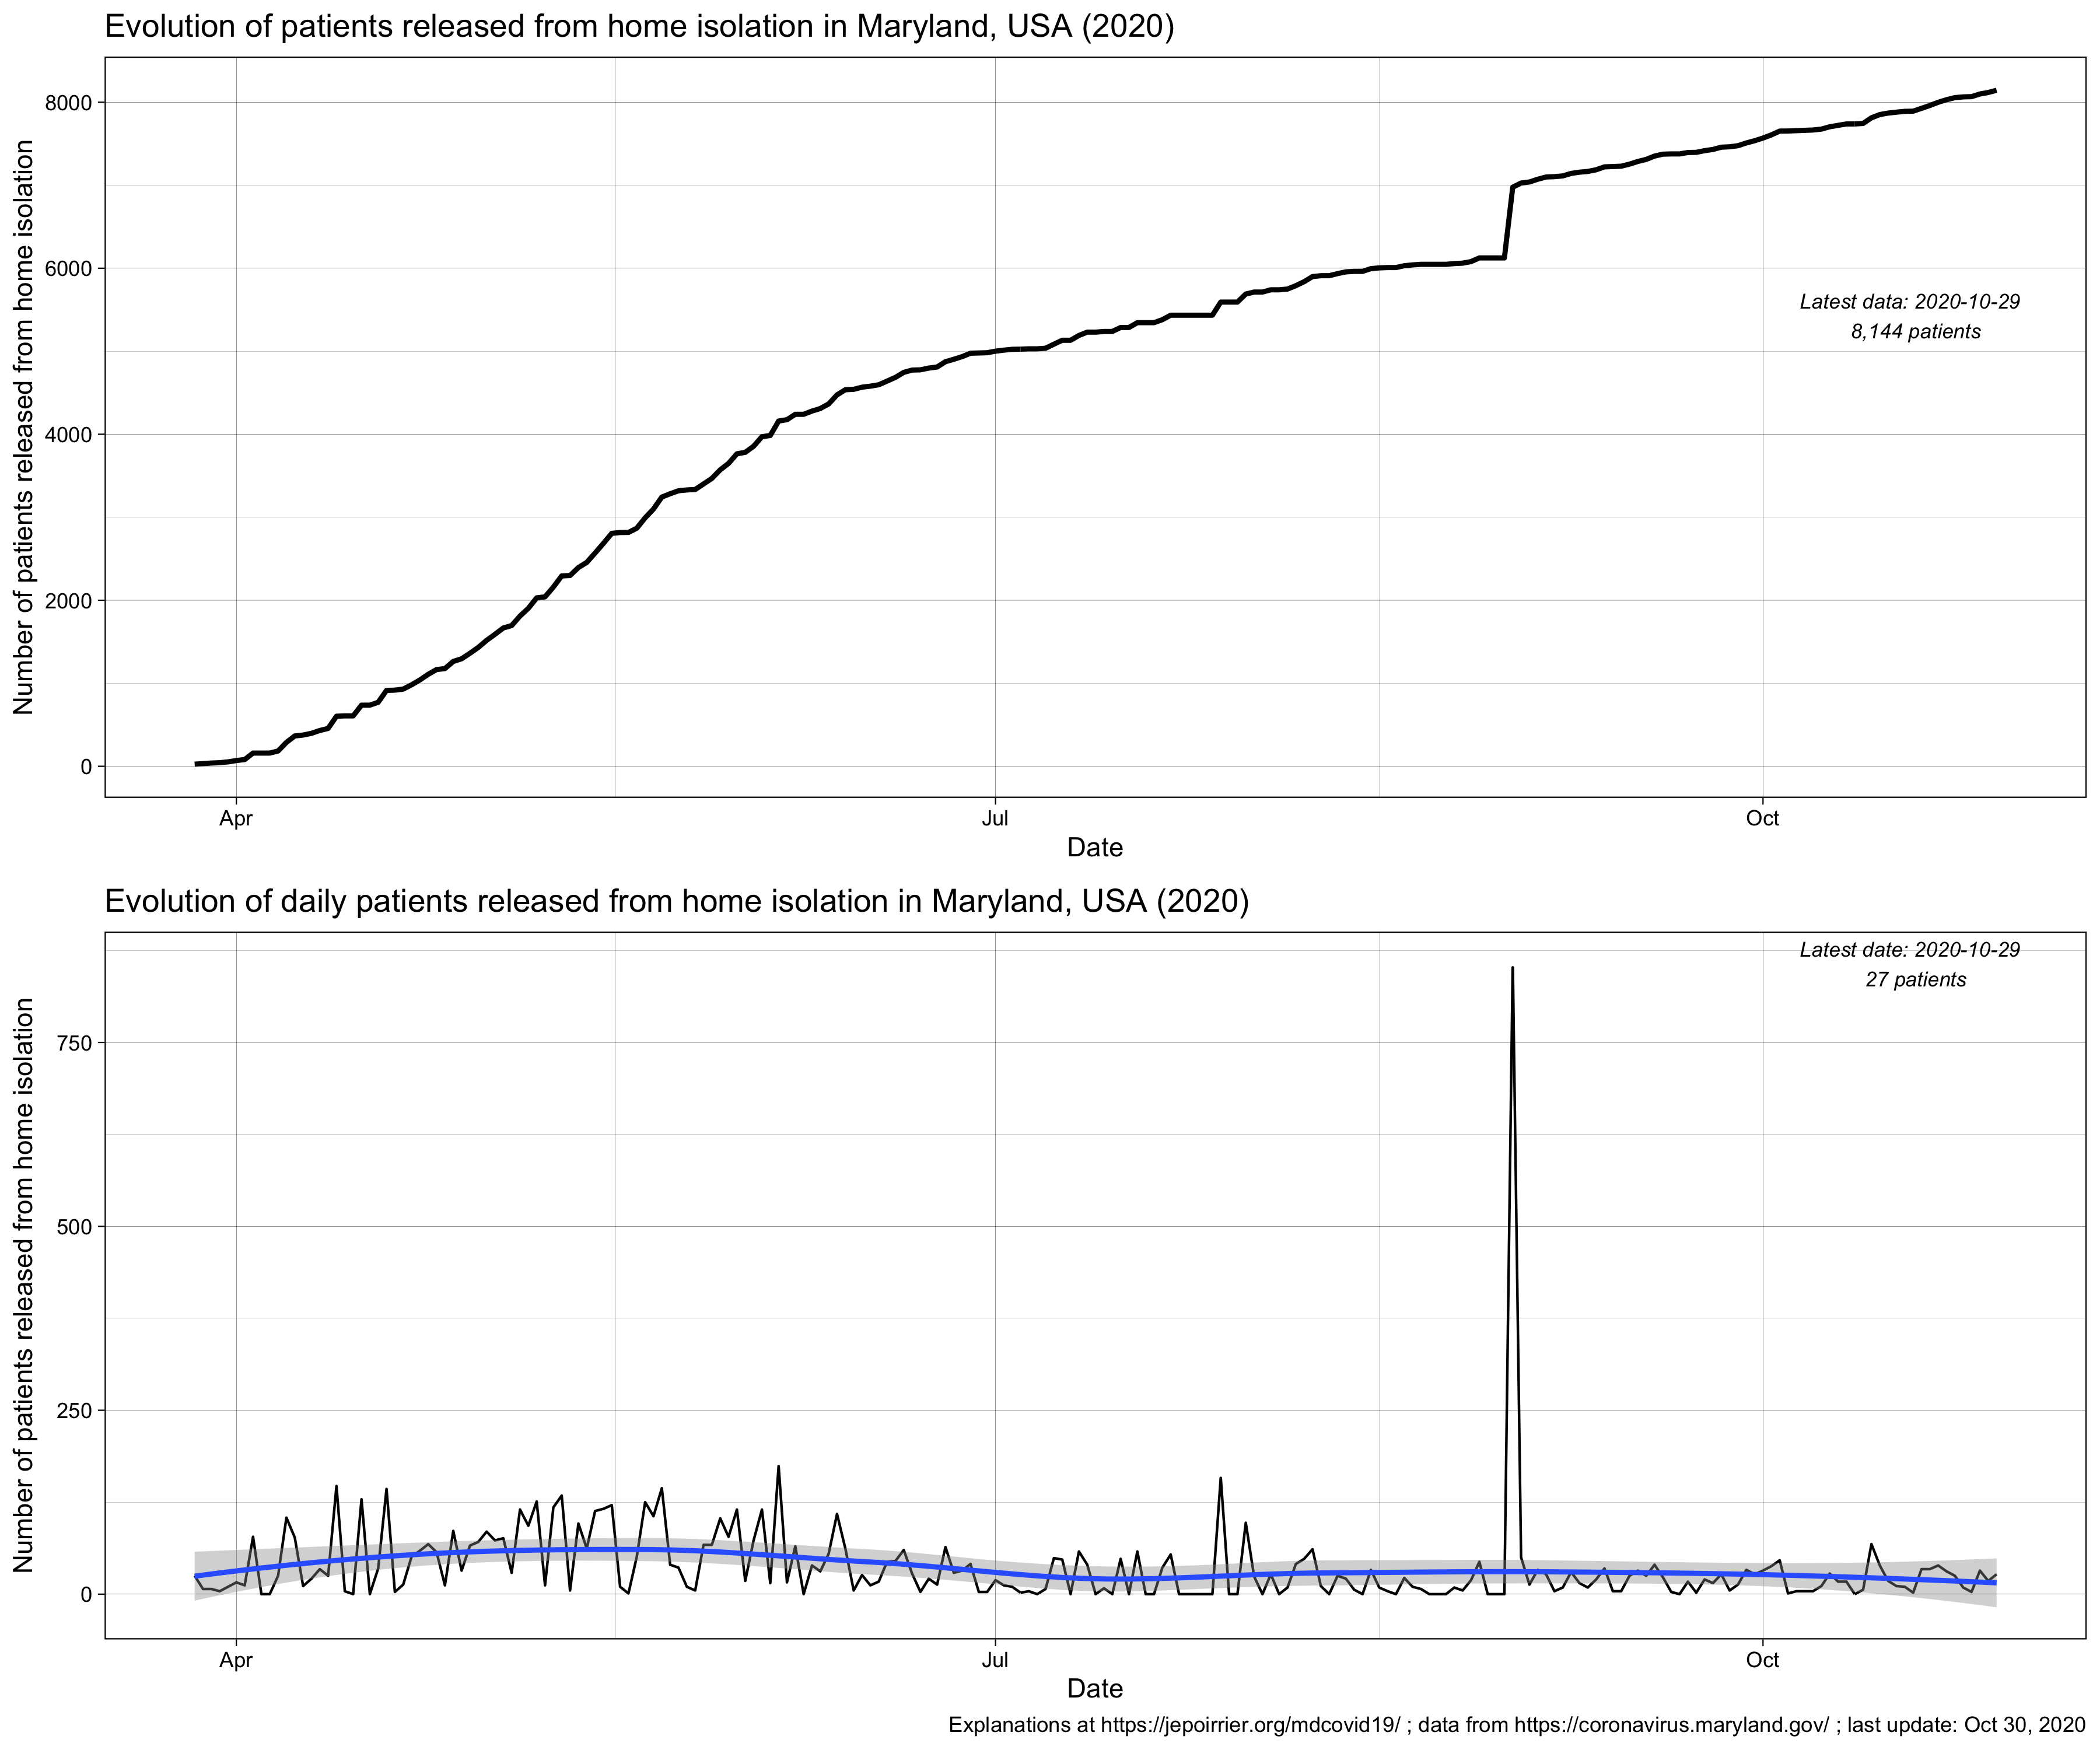 Evolution of patients released from home isolation in Maryland, USA (2020)
Number of patients released from home isolation
8000
6000
4000
2000
0
Latest data: 2020-10-29
8,144 patients
Apr
Jul
Oct
Date
Evolution of daily patients released from home isolation in Maryland, USA (2020)
Number of patients released from home isolation
750
500
250
0
Latest date: 2020-10-29
27 patients
Apr
Jul
Oct
Date
Explanations at https://jepoirrier.org/mdcovid19/ ; data from https://coronavirus.maryland.gov/ ; last update: Oct 30, 2020